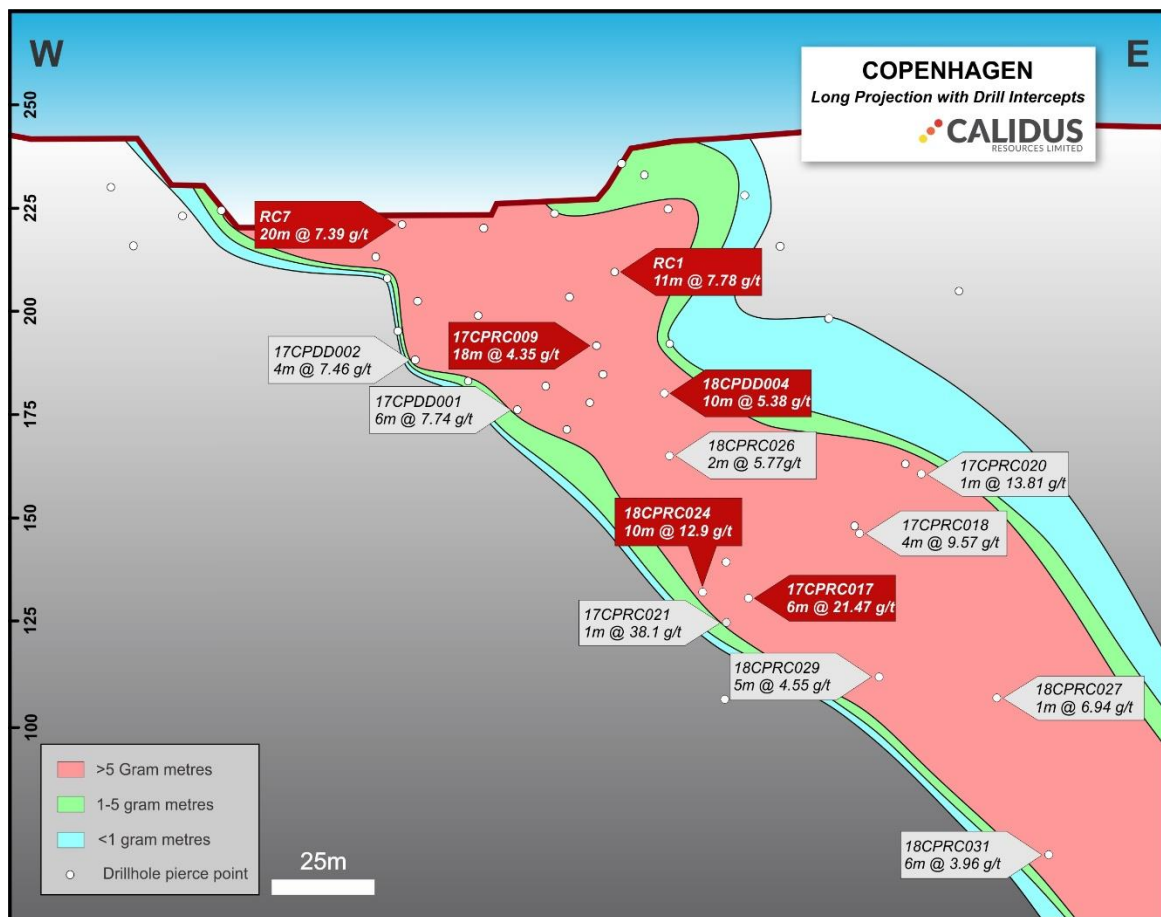 W
E
COPENHAGEN
Long Projection with Drill Intercepts
CALIDUS
RESOURCES LIMITED
250
225
200
175
150
125
100
RC7
20m @ 7.39 g/t
RC1
11m @ 7.78 g/t
17CPRC009
18m @ 4.35 g/t
17CPDD002
4m @ 7.46 g/t
18CPDD004
10m @ 5.38 g/t
17CPDD001
6m @ 7.74 g/t
18CPRC026
2m @ 5.77g/t
17CPRC020
1m @ 13.81 g/t
18CPRC024
10m @ 12.9 g/t
17CPRC018
4m @ 9.57 g/t
17CPRC017
6m @ 21.47 g/t
17CPRC021
1m @ 38.1 g/t
18CPRC029
5m @ 4.55 g/t
18CPRC027
1m @ 6.94 g/t
18CPRC031
6m @ 3.96 g/t
>5 Gram metres
1-5 gram metres
<1 gram metres
Drillhole pierce point
25m